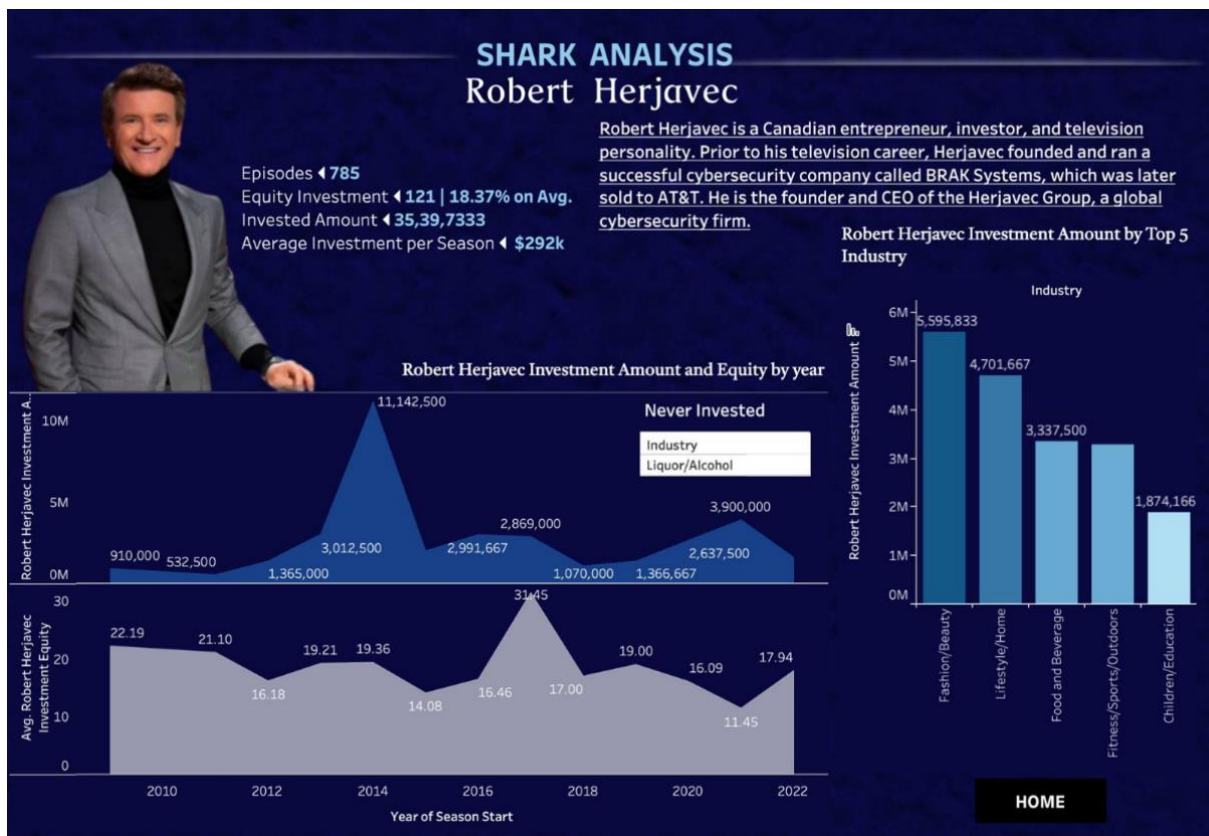 SHARK ANALYSIS
Robert Herjavec
Robert Herjavec is a Canadian entrepreneur, investor, and television
personality. Prior to his television career, Herjavec founded and ran a
successful cybersecurity company called BRAK Systems, which was later
sold to AT&T. He is the founder and CEO of the Herjavec Group, a global
cybersecurity firm.
Episodes 785
Equity Investment 121 | 18.37% on Avg.
Invested Amount 35,39,7333
Average Investment per Season $292k
Robert Herjavec Investment Amount and Equity by year
Robert Herjavec Investment A..
10M
5M
0M
910,000
532,500
1,365,000
3,012,500
11,142,500
2,991,667
2,869,000
1,070,000
1,366,667
2,637,500
3,900,000
Never Invested
Industry
Liquor/Alcohol
Avg. Robert Herjavec
Investment Equity
30
20
10
0
22.19
21.10
16.18
19.21
19.36
14.08
16.46
31.45
17.00
19.00
16.09
11.45
17.94
2010 2012 2014 2016 2018 2020 2022
Year of Season Start
Robert Herjavec Investment Amount by Top 5
Industry
Industry
Robert Herjavec Investment Amount
6M
5M
4M
3M
2M
1M
0M
5,595,833
4,701,667
3,337,500
1,874,166
Fashion/Beauty
Lifestyle/Home
Food and Beverage
Fitness/Sports/Outdoors
Children/Education
HOME